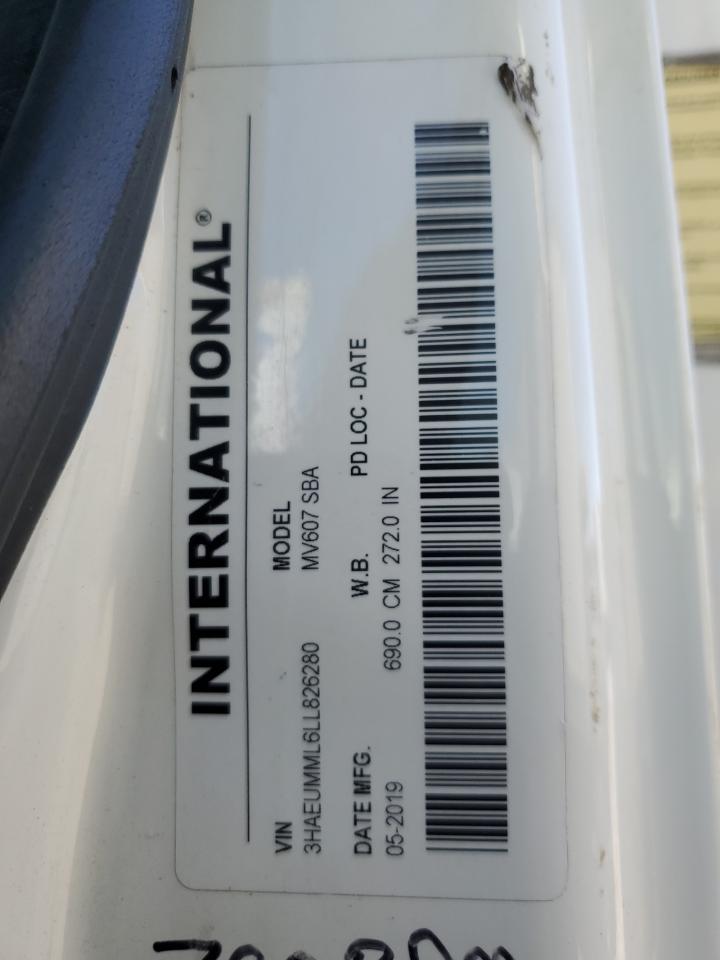 INTERNATIONAL®
VIN MODEL
3HAEUMML6LL826280 MV607 SBA
DATE MFG. W.B. PD LOC - DATE
05-2019 690.0 CM 272.0 IN